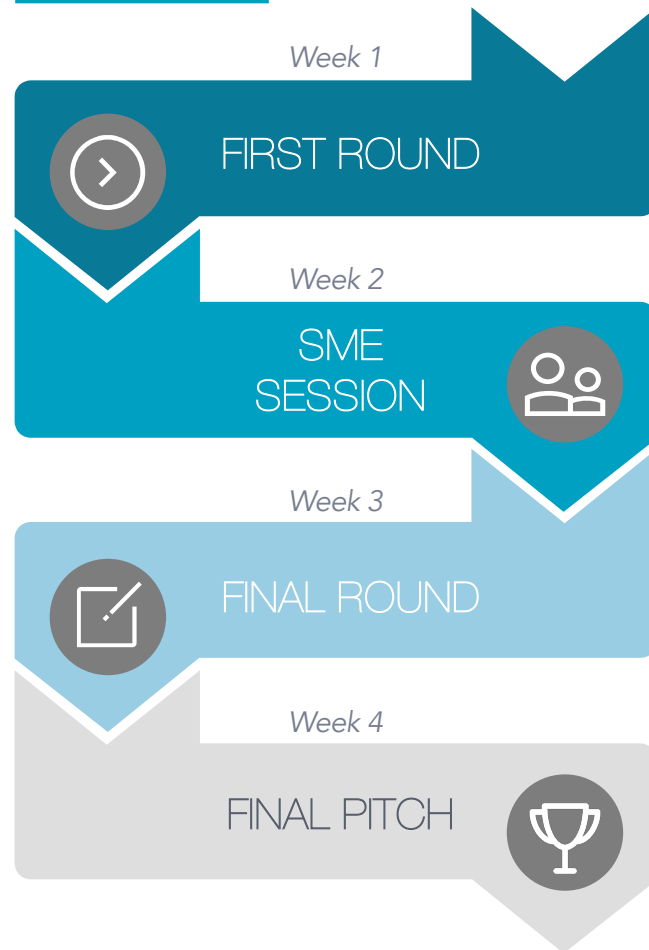 Week 1
FIRST ROUND
Week 2
SME
SESSION
Week 3
FINAL ROUND
Week 4
FINAL PITCH